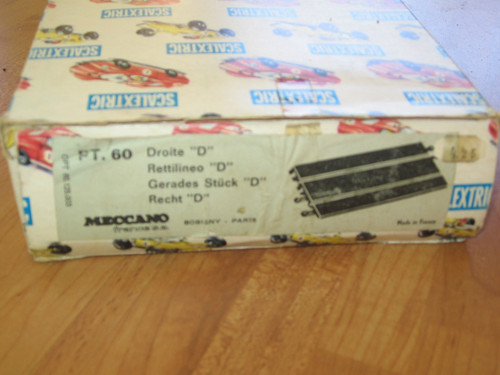 SCALEXTRIC
SCALEXTRIC
SCALEXTRIC
SCALEXTRIC
SCALEXTRIC
PT. 60
Droite "D"
Rettilineo "D"
Gerades Stück "D"
Recht "D"
MECCANO
france s.a.
BOBIGNY - PARIS
Made in France
EXTRI